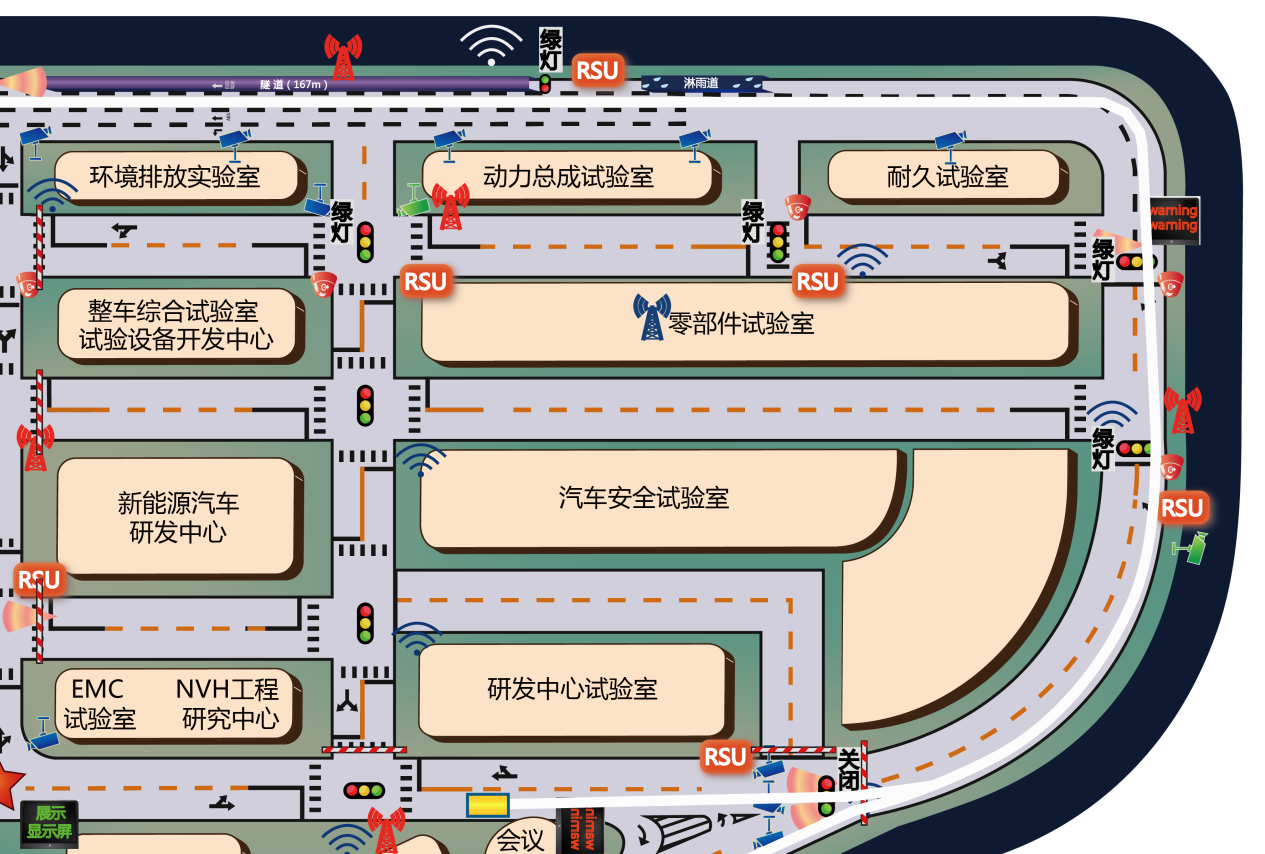 绿灯
RSU
隧道(167m)
淋雨道
环境排放实验室
动力总成试验室
耐久试验室
绿灯
绿灯
warning
warning
绿灯
RSU
RSU
整车综合试验室
试验设备开发中心
零部件试验室
绿灯
新能源汽车
研发中心
汽车安全试验室
RSU
RSU
EMC
试验室
NVH工程
研究中心
研发中心试验室
RSU
关闭
展示
显示屏
会议
warning
warning